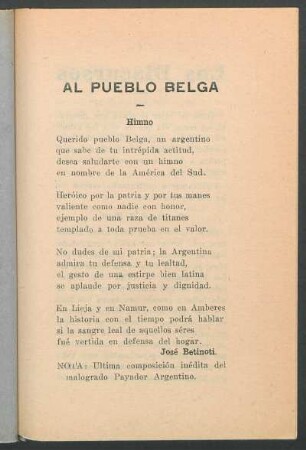 AL PUEBLO BELGA
Himno
Querido pueblo Belga, un argentino
que sabe de tu intrépida actitud,
desea saludarte con un himno
en nombre de la América del Sud.
Heróico por la patria y por tus manes
valiente como nadie con honor,
ejemplo de una raza de titanes
templado a toda prueba en el valor.
No dudes de mi patria; la Argentina
admira tu defensa y tu lealtad,
el gesto de una estirpe bien latina
se aplaude por justicia y dignidad.
En Lieja y en Namur, como en Amberes
la historia con el tiempo podrá hablar
si la sangre leal de aquellos séres
fué vertida en defensa del hogar.
José Betinoti.
NOTA: Ultima composición inédita del
malogrado Payador Argentino.